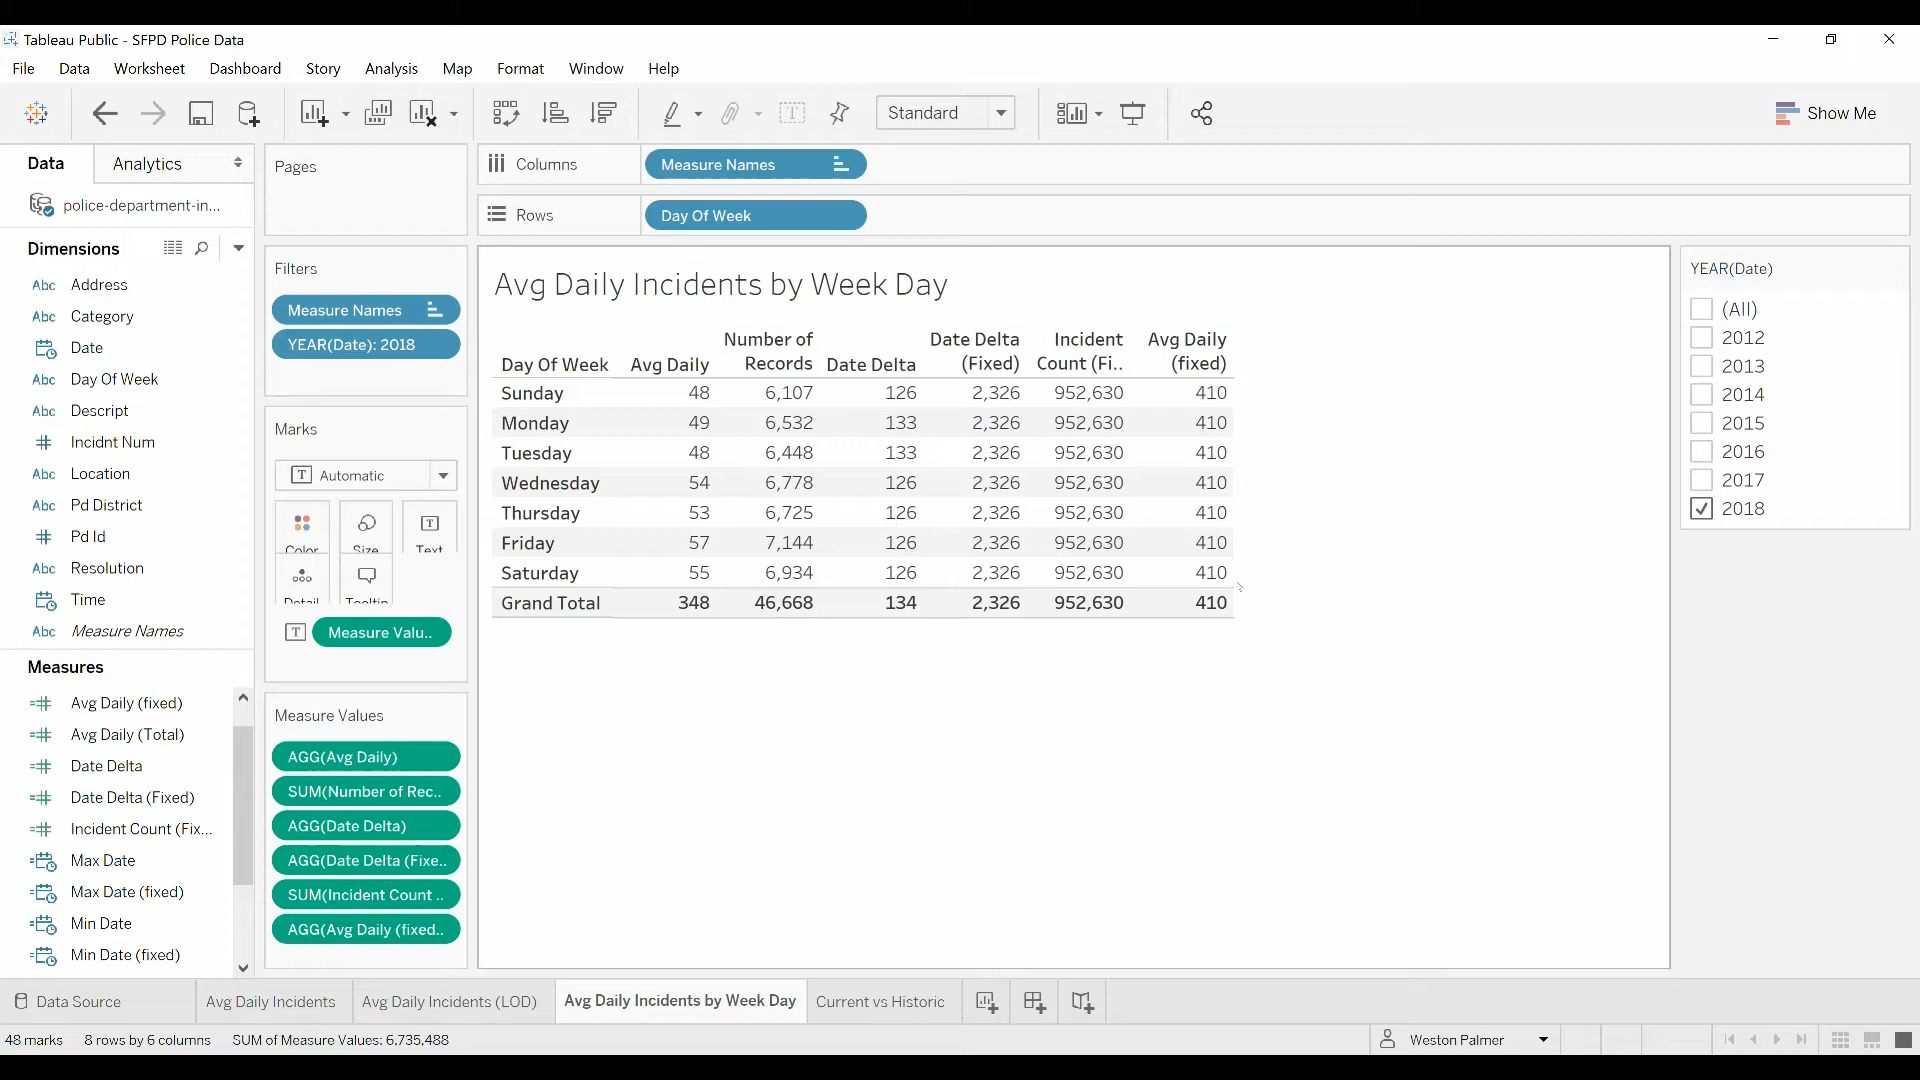 Tableau Public - SFPD Police Data
File Data Worksheet Dashboard Story Analysis Map Format Window Help
Standard
Show Me
Data Analytics
police-department-in...
Dimensions
Abc Address
Abc Category
Date
Abc Day Of Week
Abc Descript
Incidnt Num
Abc Location
Abc Pd District
Pd Id
Abc Resolution
Time
Abc Measure Names
Measures
Avg Daily (fixed)
Avg Daily (Total)
Date Delta
Date Delta (Fixed)
Incident Count (Fix...
Max Date
Max Date (fixed)
Min Date
Min Date (fixed)
Pages
Filters
Measure Names
YEAR(Date): 2018
Marks
T Automatic
Color Size T Text
Detail Tooltip
T Measure Valu..
Measure Values
AGG(Avg Daily)
SUM(Number of Rec..
AGG(Date Delta)
AGG(Date Delta (Fixe..
SUM(Incident Count ..
AGG(Avg Daily (fixed..
Columns Measure Names
Rows Day Of Week
Avg Daily Incidents by Week Day
Number of Date Delta Incident Avg Daily
Day Of Week Avg Daily Records Date Delta (Fixed) Count (Fi.. (fixed)
Sunday 48 6,107 126 2,326 952,630 410
Monday 49 6,532 133 2,326 952,630 410
Tuesday 48 6,448 133 2,326 952,630 410
Wednesday 54 6,778 126 2,326 952,630 410
Thursday 53 6,725 126 2,326 952,630 410
Friday 57 7,144 126 2,326 952,630 410
Saturday 55 6,934 126 2,326 952,630 410
Grand Total 348 46,668 134 2,326 952,630 410
YEAR(Date)
(All)
2012
2013
2014
2015
2016
2017
2018
Data Source Avg Daily Incidents Avg Daily Incidents (LOD) Avg Daily Incidents by Week Day Current vs Historic
48 marks 8 rows by 6 columns SUM of Measure Values: 6,735,488 Weston Palmer